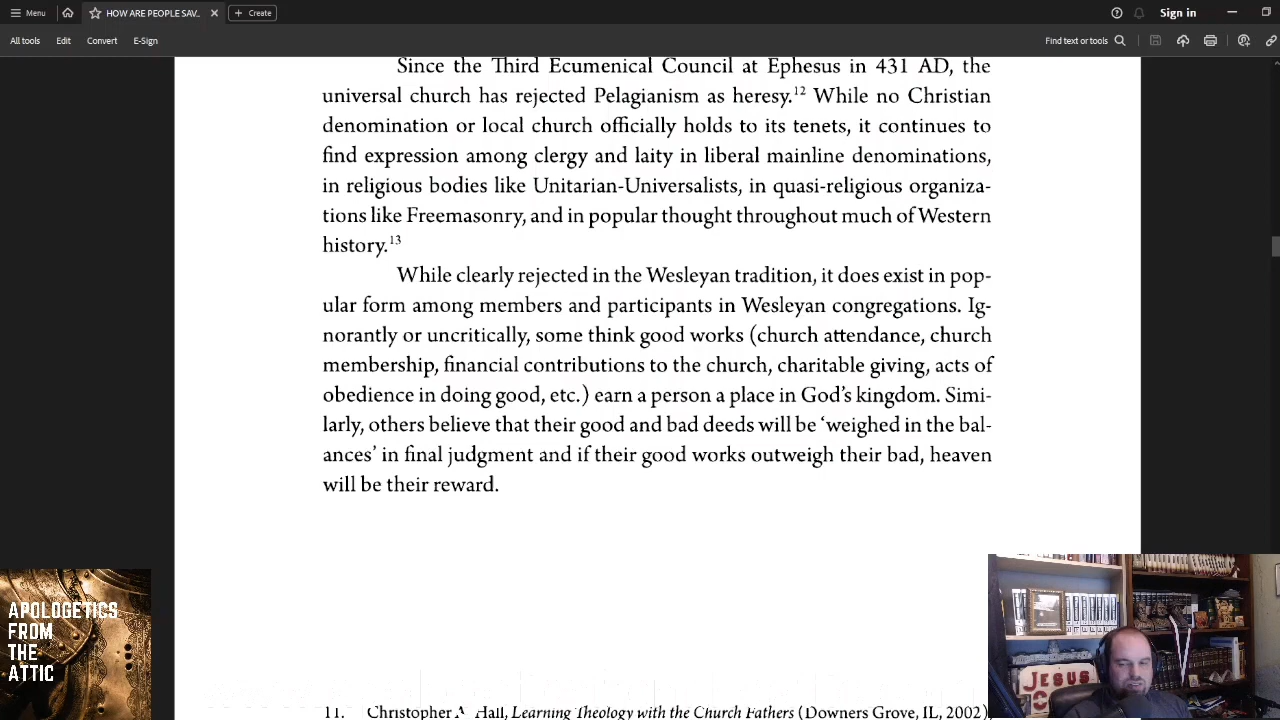 Menu
HOW ARE PEOPLE SAV...
Create
Sign in
All tools
Edit
Convert
E-Sign
Find text or tools
Since the Third Ecumenical Council at Ephesus in 431 AD, the
universal church has rejected Pelagianism as heresy.12 While no Christian
denomination or local church officially holds to its tenets, it continues to
find expression among clergy and laity in liberal mainline denominations,
in religious bodies like Unitarian-Universalists, in quasi-religious organiza-
tions like Freemasonry, and in popular thought throughout much of Western
history.13
While clearly rejected in the Wesleyan tradition, it does exist in pop-
ular form among members and participants in Wesleyan congregations. Ig-
norantly or uncritically, some think good works (church attendance, church
membership, financial contributions to the church, charitable giving, acts of
obedience in doing good, etc.) earn a person a place in God's kingdom. Simi-
larly, others believe that their good and bad deeds will be 'weighed in the bal-
ances' in final judgment and if their good works outweigh their bad, heaven
will be their reward.
11. Christopher A. Hall, Learning Theology with the Church Fathers (Downers Grove, IL, 2002),
APOLOGETICS
FROM
THE
ATTIC
JESUS